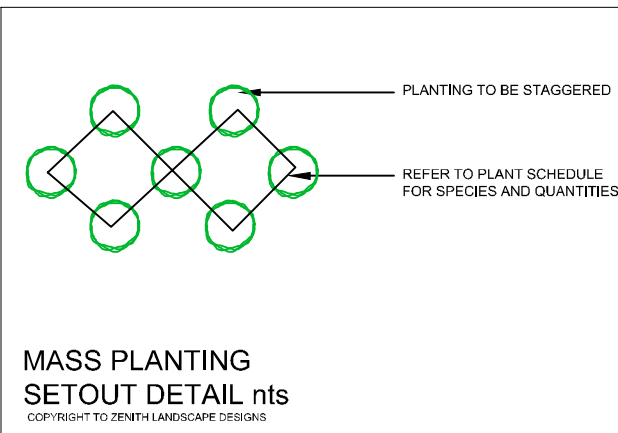 PLANTING TO BE STAGGERED
REFER TO PLANT SCHEDULE
FOR SPECIES AND QUANTITIES
MASS PLANTING
SETOUT DETAIL nts
COPYRIGHT TO ZENITH LANDSCAPE DESIGNS